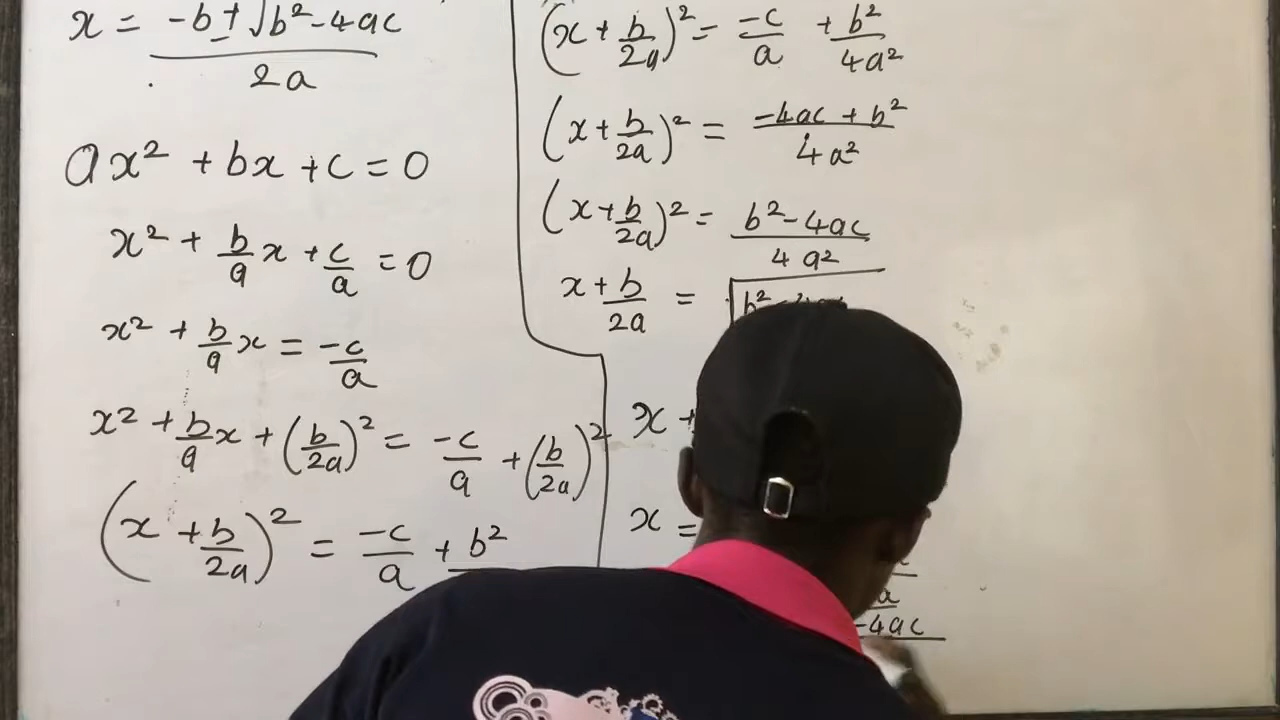 x = (-b ± √b² - 4ac)/2a
ax² + bx + c = 0
x² + b/a x + c/a = 0
x² + b/a x = -c/a
x² + b/a x + (b/2a)² = -c/a + (b/2a)²
(x + b/2a)² = -c/a + b²
(x + b/2a)² = -c/a + b²/4a²
(x + b/2a)² = (-4ac + b²)/4a²
(x + b/2a)² = (b² - 4ac)/4a²
x + b/2a = √b²
x +
x =
a
-4ac